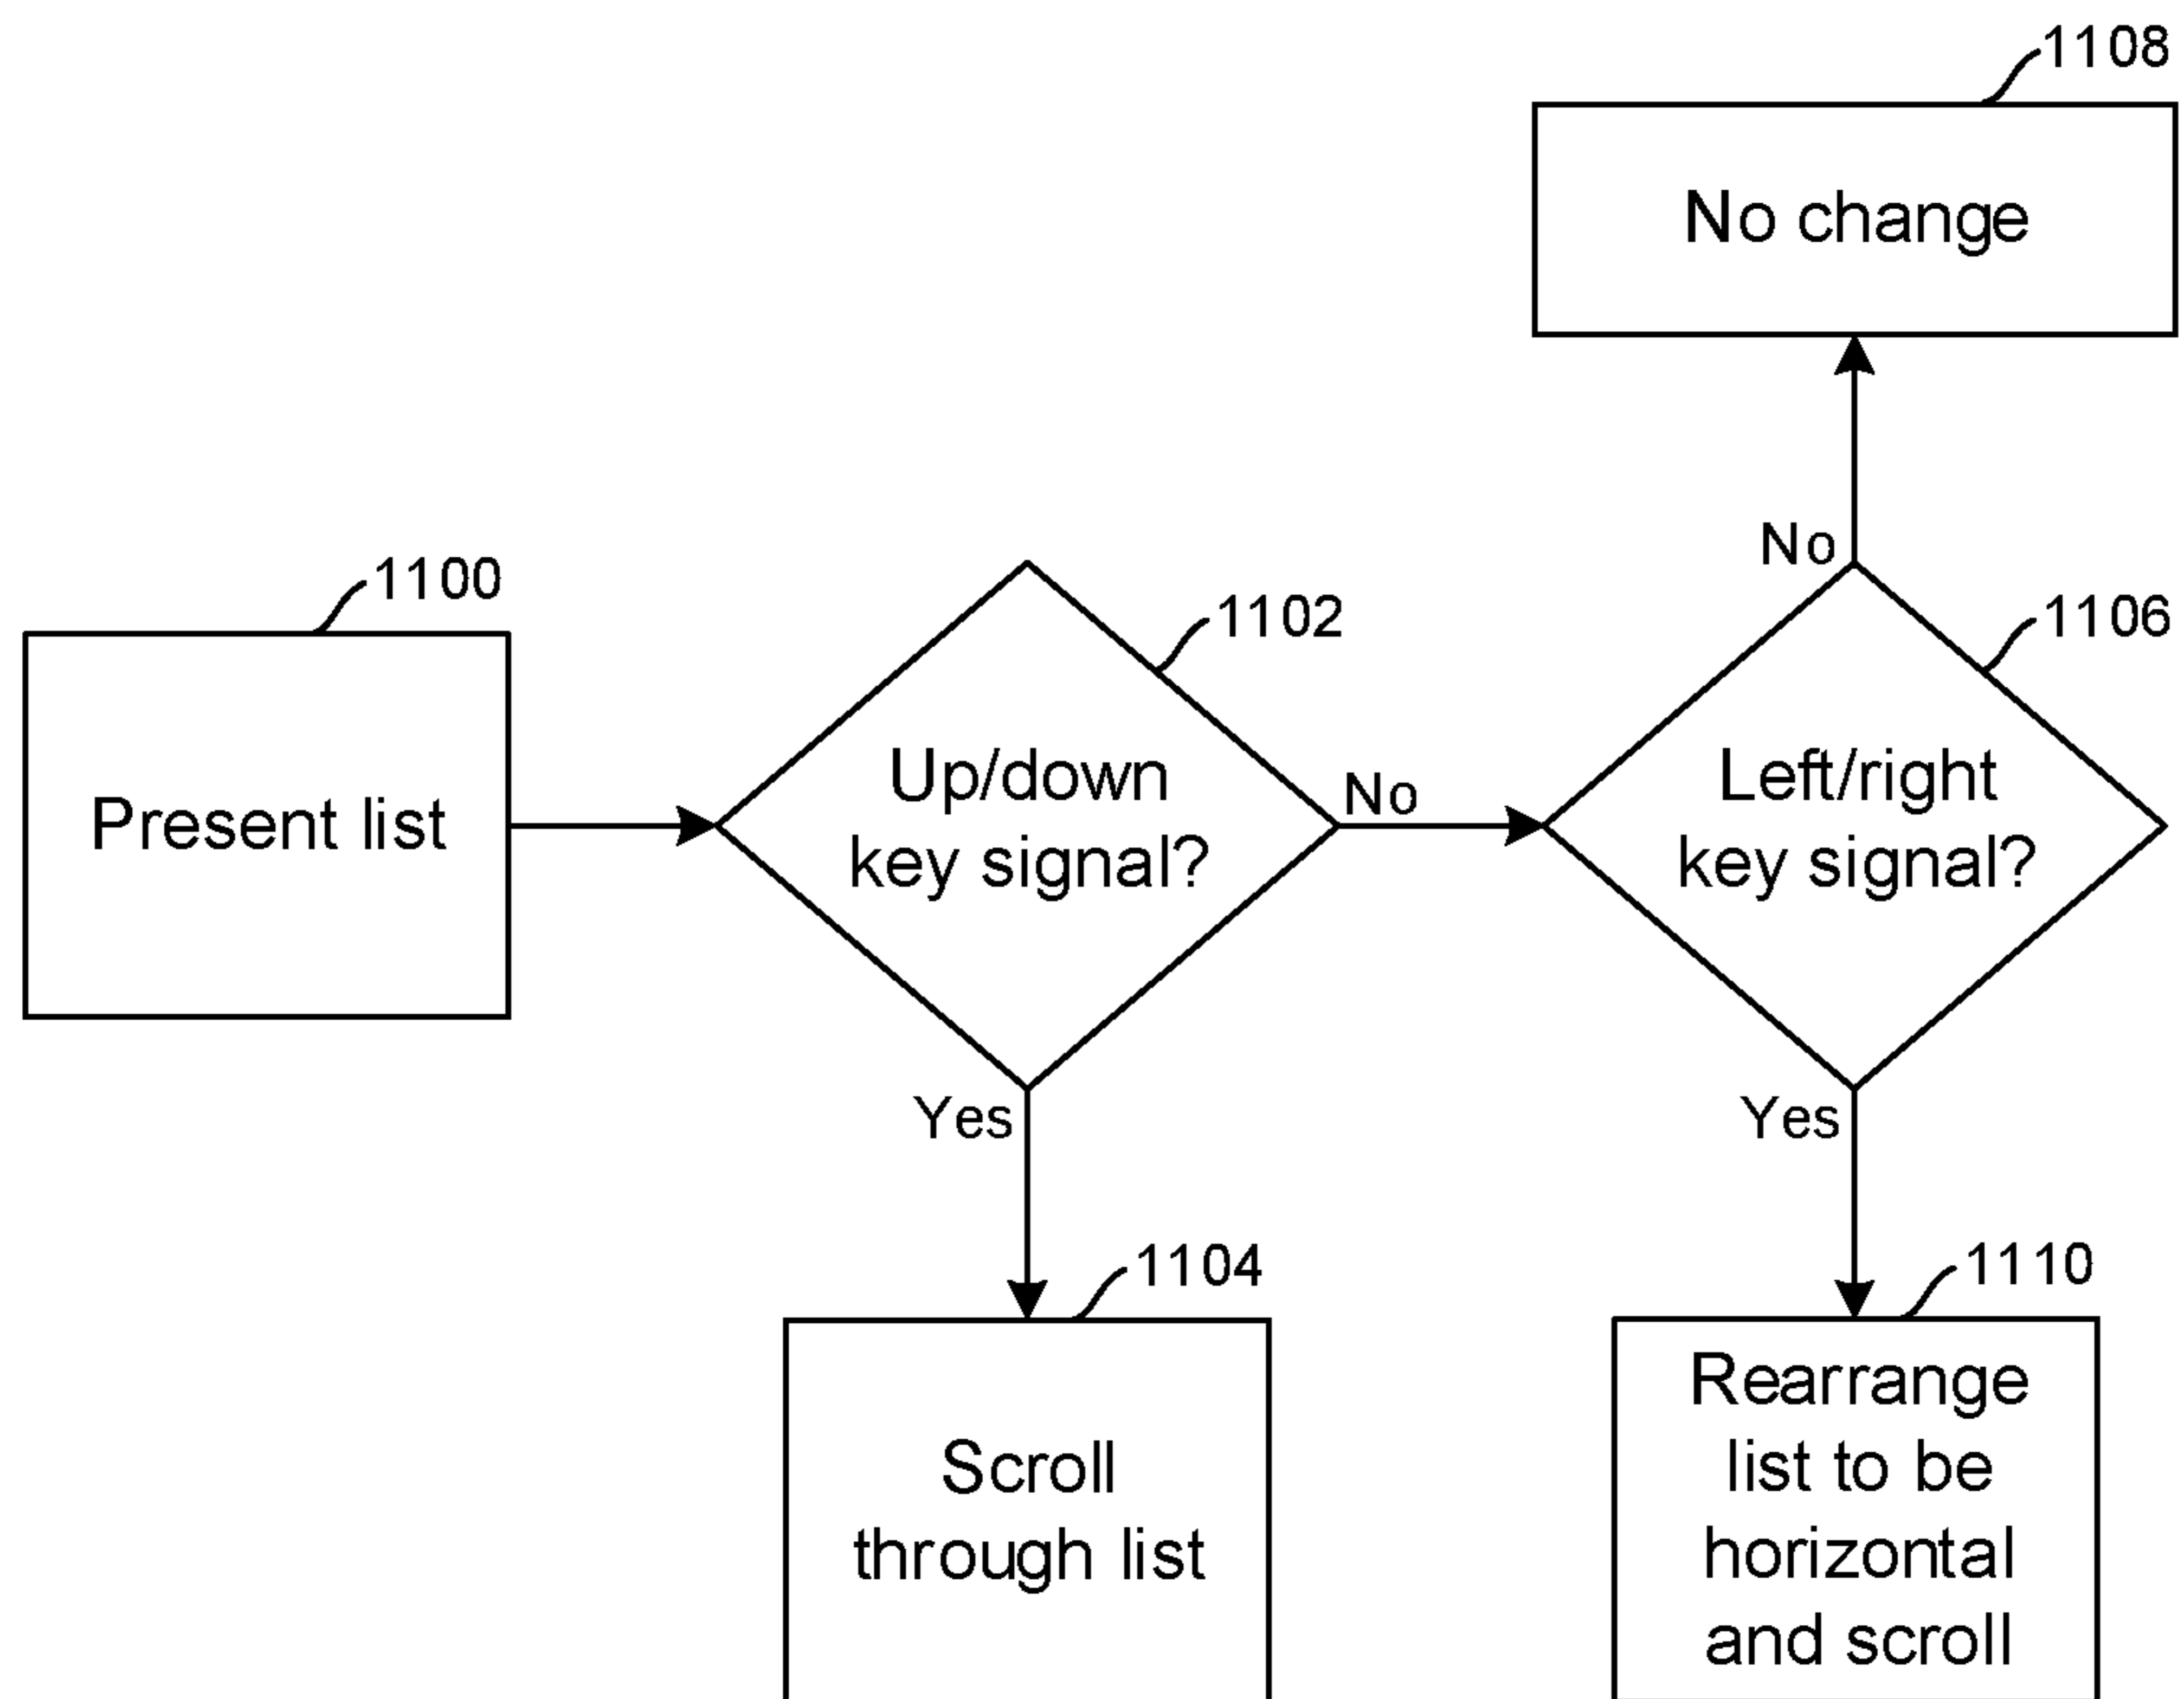 1108
No change
No
1100
1102
1106
Present list
Up/down
key signal?
No
Left/right
key signal?
Yes
Yes
1104
1110
Scroll
through list
Rearrange
list to be
horizontal
and scroll